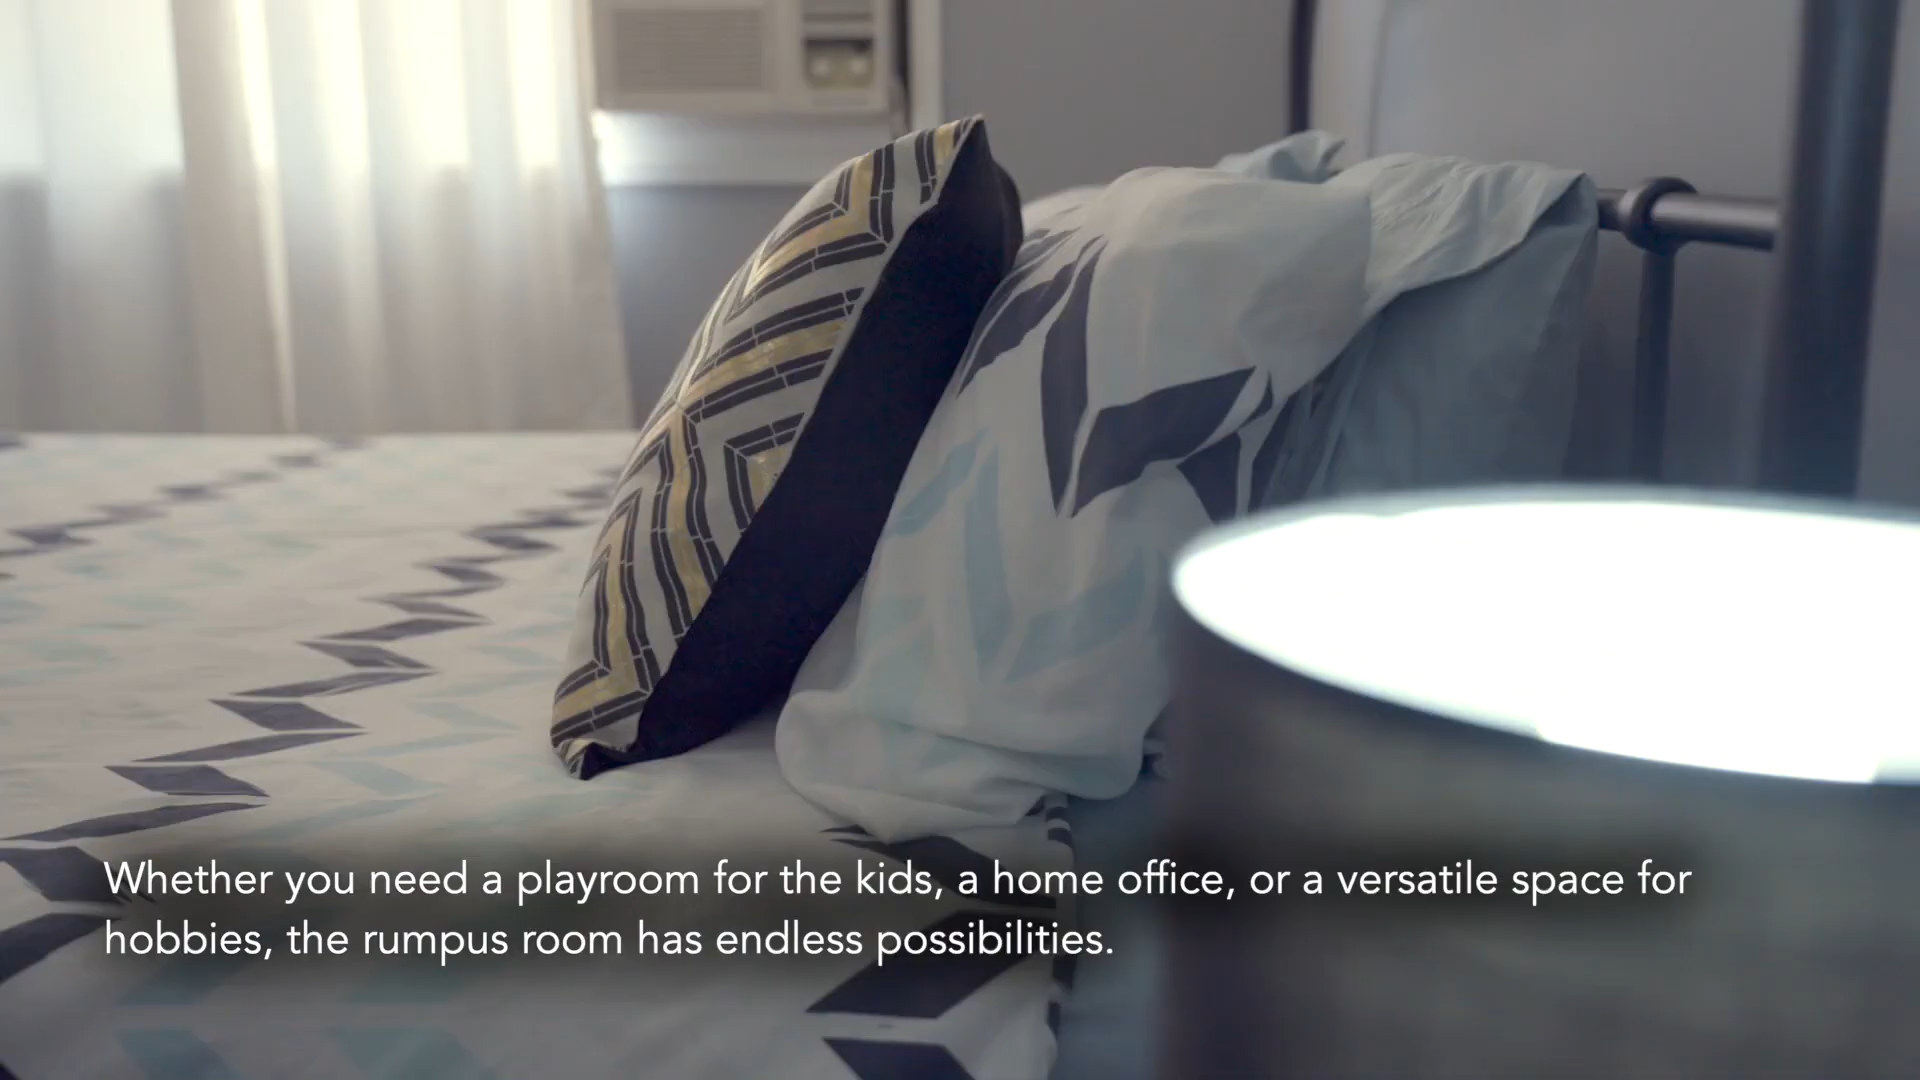 Whether you need a playroom for the kids, a home office, or a versatile space for
hobbies, the rumpus room has endless possibilities.